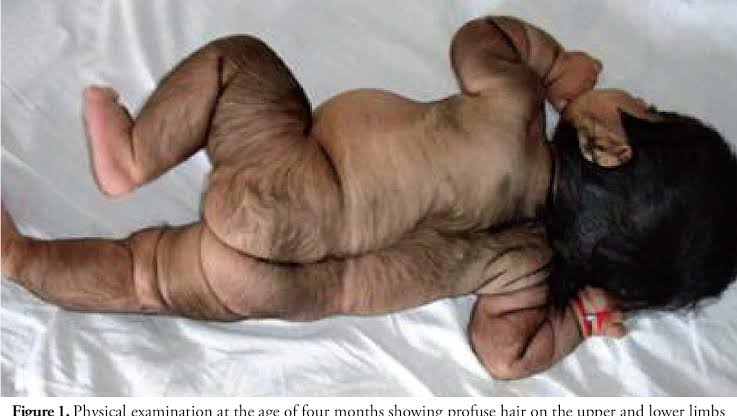 Figure 1. Physical examination at the age of four months showing profuse hair on the upper and lower limbs